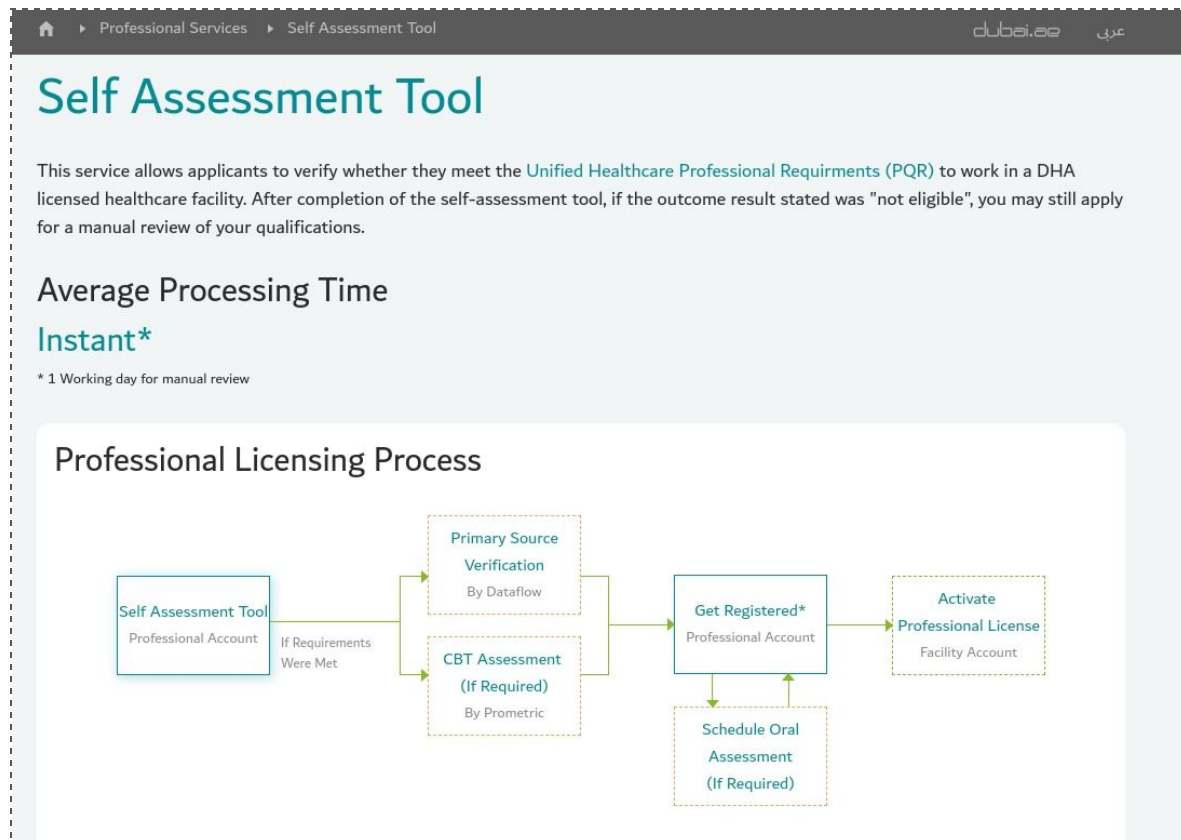 Professional Services Self Assessment Tool dubai.ae عربي
Self Assessment Tool
This service allows applicants to verify whether they meet the Unified Healthcare Professional Requirments (PQR) to work in a DHA
licensed healthcare facility. After completion of the self-assessment tool, if the outcome result stated was "not eligible", you may still apply
for a manual review of your qualifications.
Average Processing Time
Instant*
* 1 Working day for manual review
Professional Licensing Process
Self Assessment Tool
Professional Account
If Requirements
Were Met
Primary Source
Verification
By Dataflow
CBT Assessment
(If Required)
By Prometric
Get Registered*
Professional Account
Schedule Oral
Assessment
(If Required)
Activate
Professional License
Facility Account